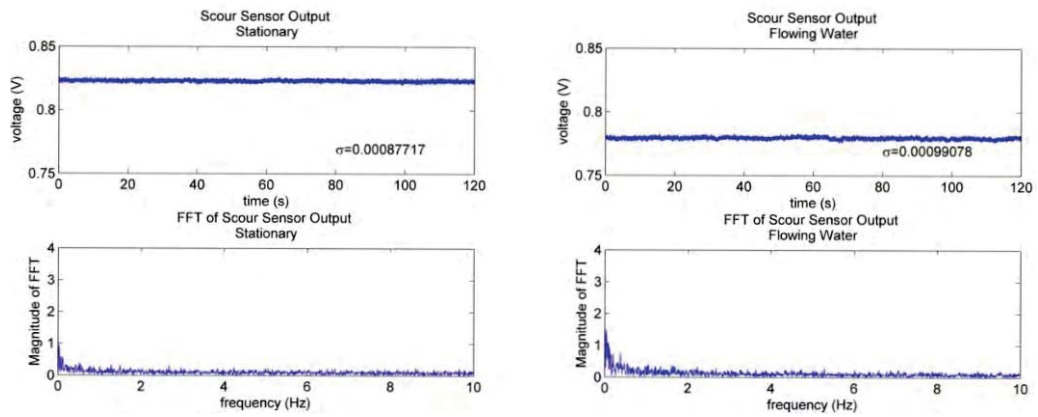 Scour Sensor Output
Stationary
0.85
0.8
0.75
voltage (V)
σ=0.00087717
0 20 40 60 80 100 120
time (s)
FFT of Scour Sensor Output
Stationary
4
3
2
1
0
Magnitude of FFT
0 2 4 6 8 10
frequency (Hz)
Scour Sensor Output
Flowing Water
0.85
0.8
0.75
voltage (V)
σ=0.00099078
0 20 40 60 80 100 120
time (s)
FFT of Scour Sensor Output
Flowing Water
4
3
2
1
0
Magnitude of FFT
0 2 4 6 8 10
frequency (Hz)